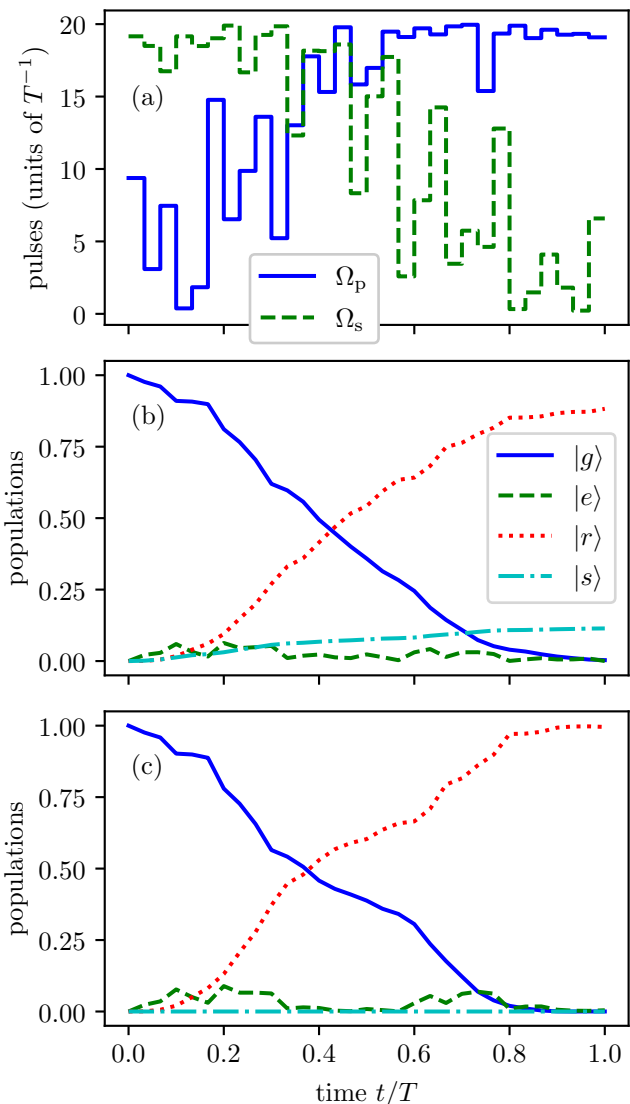 20
15
10
5
0
pulses (units of T⁻¹)
(a)
Ωₚ
Ωₛ
1.00
0.75
0.50
0.25
0.00
populations
(b)
|g⟩
|e⟩
|r⟩
|s⟩
1.00
0.75
0.50
0.25
0.00
populations
(c)
0.0 0.2 0.4 0.6 0.8 1.0
time t/T